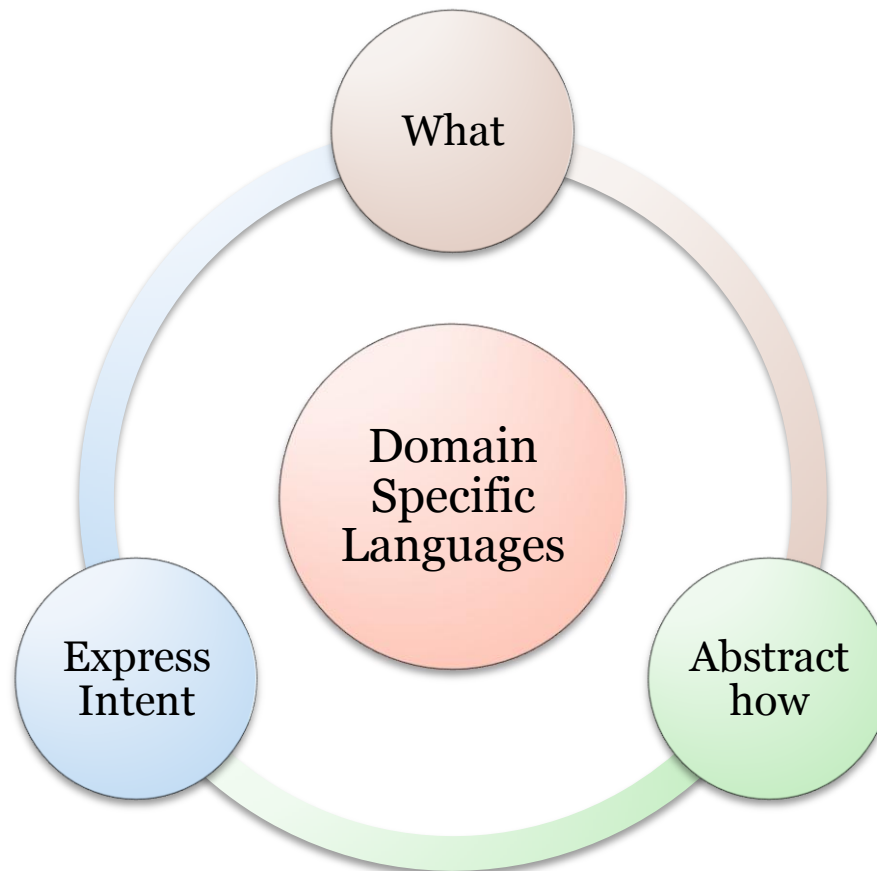 What
Domain
Specific
Languages
Express
Intent
Abstract
how